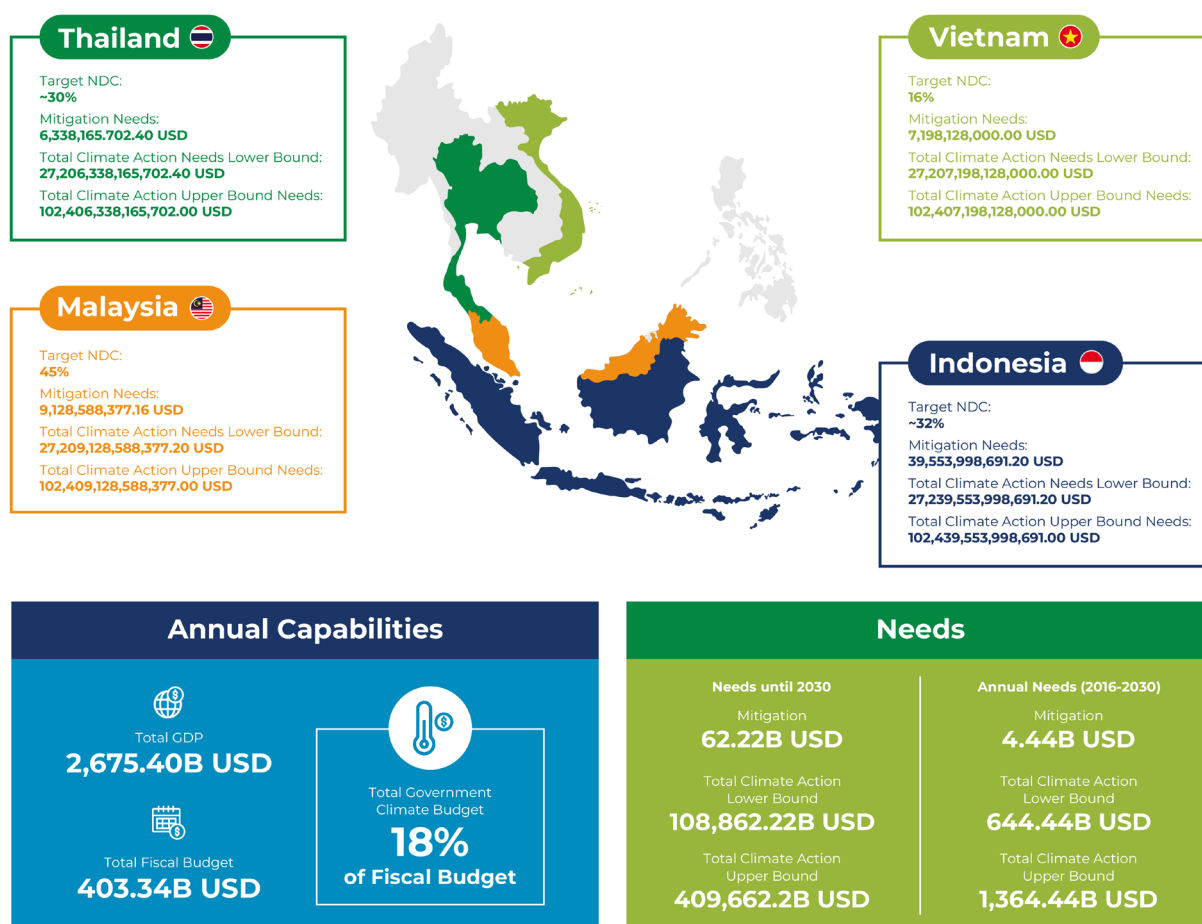 Thailand
Target NDC:
~30%
Mitigation Needs:
6,338,165.702.40 USD
Total Climate Action Needs Lower Bound:
27,206,338,165,702.40 USD
Total Climate Action Upper Bound Needs:
102,406,338,165,702.00 USD
Vietnam
Target NDC:
16%
Mitigation Needs:
7,198,128,000.00 USD
Total Climate Action Needs Lower Bound:
27,207,198,128,000.00 USD
Total Climate Action Upper Bound Needs:
102,407,198,128,000.00 USD
Malaysia
Target NDC:
45%
Mitigation Needs:
9,128,588,377.16 USD
Total Climate Action Needs Lower Bound:
27,209,128,588,377.20 USD
Total Climate Action Upper Bound Needs:
102,409,128,588,377.00 USD
Indonesia
Target NDC:
~32%
Mitigation Needs:
39,553,998,691.20 USD
Total Climate Action Needs Lower Bound:
27,239,553,998,691.20 USD
Total Climate Action Upper Bound Needs:
102,439,553,998,691.00 USD
Annual Capabilities
Total GDP
2,675.40B USD
Total Fiscal Budget
403.34B USD
Total Government
Climate Budget
18%
of Fiscal Budget
Needs
Needs until 2030
Mitigation
62.22B USD
Total Climate Action
Lower Bound
108,862.22B USD
Total Climate Action
Upper Bound
409,662.2B USD
Annual Needs (2016-2030)
Mitigation
4.44B USD
Total Climate Action
Lower Bound
644.44B USD
Total Climate Action
Upper Bound
1,364.44B USD